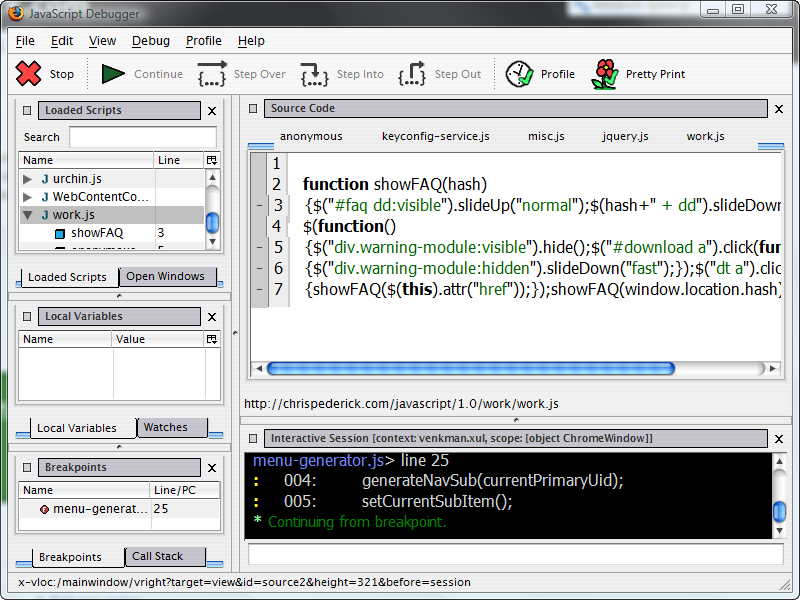 JavaScript Debugger
File Edit View Debug Profile Help
Stop Continue Step Over Step Into Step Out Profile Pretty Print
Loaded Scripts
Search
Name Line
urchin.js
WebContentCo...
work.js
showFAQ 3
Loaded Scripts Open Windows
Local Variables
Name Value
Local Variables Watches
Breakpoints
Name Line/PC
menu-generat... 25
Breakpoints Call Stack
Source Code
anonymous keyconfig-service.js misc.js jquery.js work.js
1
2 function showFAQ(hash)
- 3 {$("#faq dd:visible").slideUp("normal");$(hash+" + dd").slideDown
4 $(function()
- 5 {$("div.warning-module:visible").hide();$("#download a").click(fun
- 6 {$("div.warning-module:hidden").slideDown("fast");});$("dt a").clic
- 7 {showFAQ($(this).attr("href"));});showFAQ(window.location.hash)
http://chrispederick.com/javascript/1.0/work/work.js
Interactive Session [context: venkman.xul, scope: [object ChromeWindow]]
menu-generator.js> line 25
: 004: generateNavSub(currentPrimaryUid);
: 005: setCurrentSubItem();
* Continuing from breakpoint.
x-vloc:/mainwindow/vright?target=view&id=source2&height=321&before=session